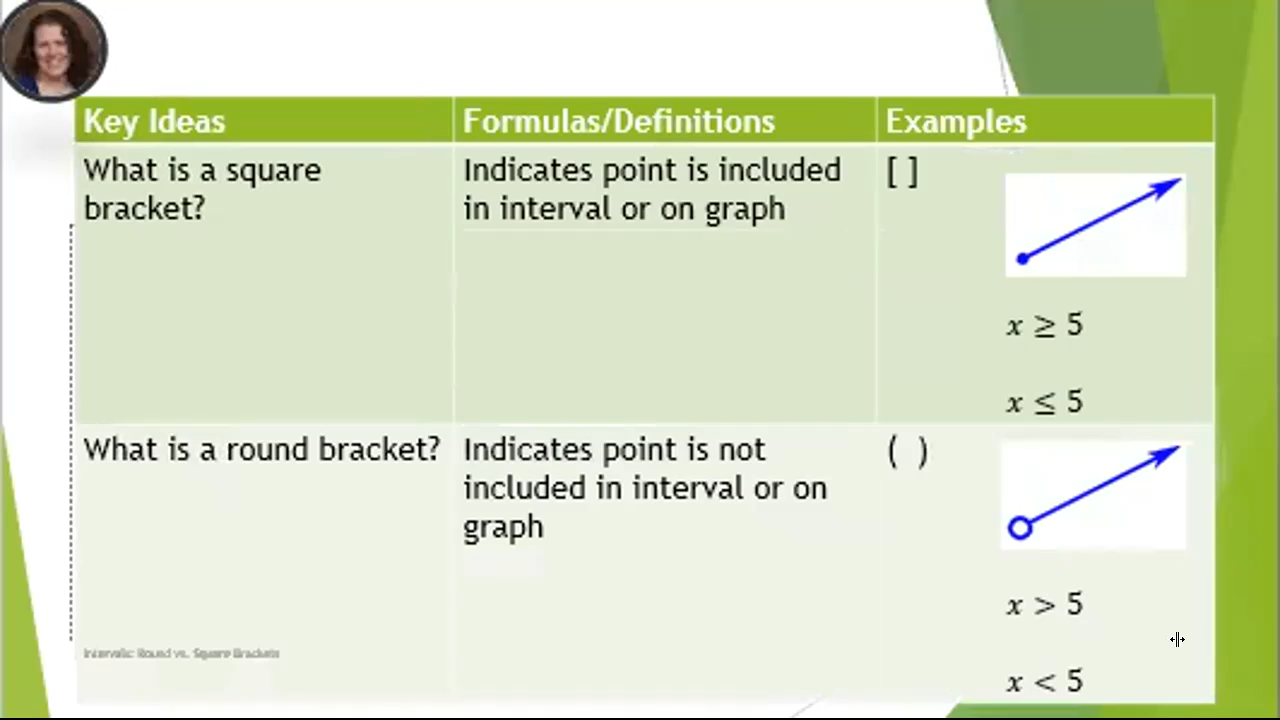 Key Ideas
Formulas/Definitions
Examples
What is a square
bracket?
Indicates point is included
in interval or on graph
[ ]
x ≥ 5
x ≤ 5
What is a round bracket?
Indicates point is not
included in interval or on
graph
( )
x > 5
x < 5
Intervals: Round vs. Square Brackets